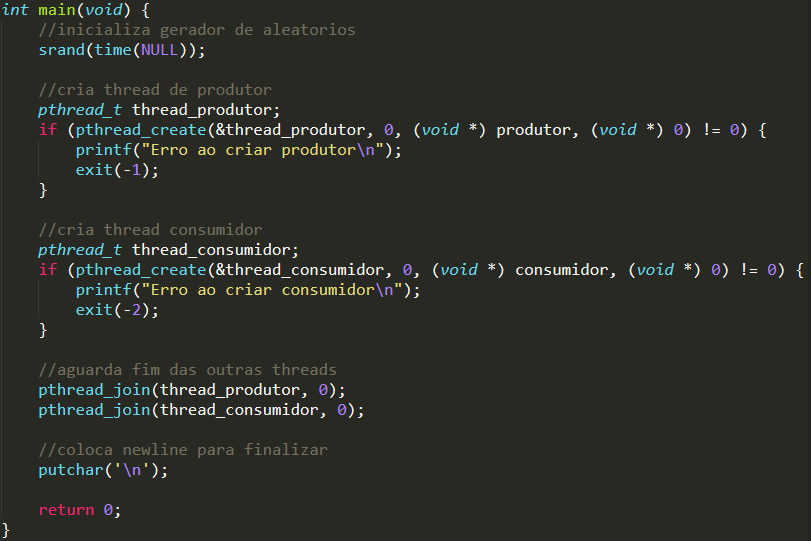 int main(void) {
    //inicializa gerador de aleatorios
    srand(time(NULL));

    //cria thread de produtor
    pthread_t thread_produtor;
    if (pthread_create(&thread_produtor, 0, (void *) produtor, (void *) 0) != 0) {
        printf("Erro ao criar produtor\n");
        exit(-1);
    }

    //cria thread consumidor
    pthread_t thread_consumidor;
    if (pthread_create(&thread_consumidor, 0, (void *) consumidor, (void *) 0) != 0) {
        printf("Erro ao criar consumidor\n");
        exit(-2);
    }

    //aguarda fim das outras threads
    pthread_join(thread_produtor, 0);
    pthread_join(thread_consumidor, 0);

    //coloca newline para finalizar
    putchar('\n');

    return 0;
}